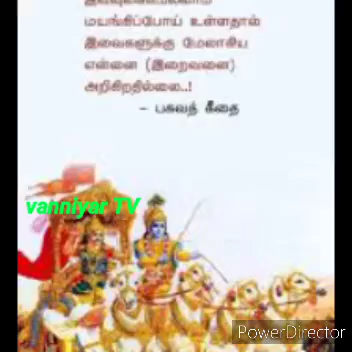 மயங்கிப்போய் உள்ளதால்
இவைகளுக்கு மேலாகிய
என்னை (இறைவனை)
அறிகிறதில்லை..!
- பகவத் கீதை
vanniyar TV
PowerDirector